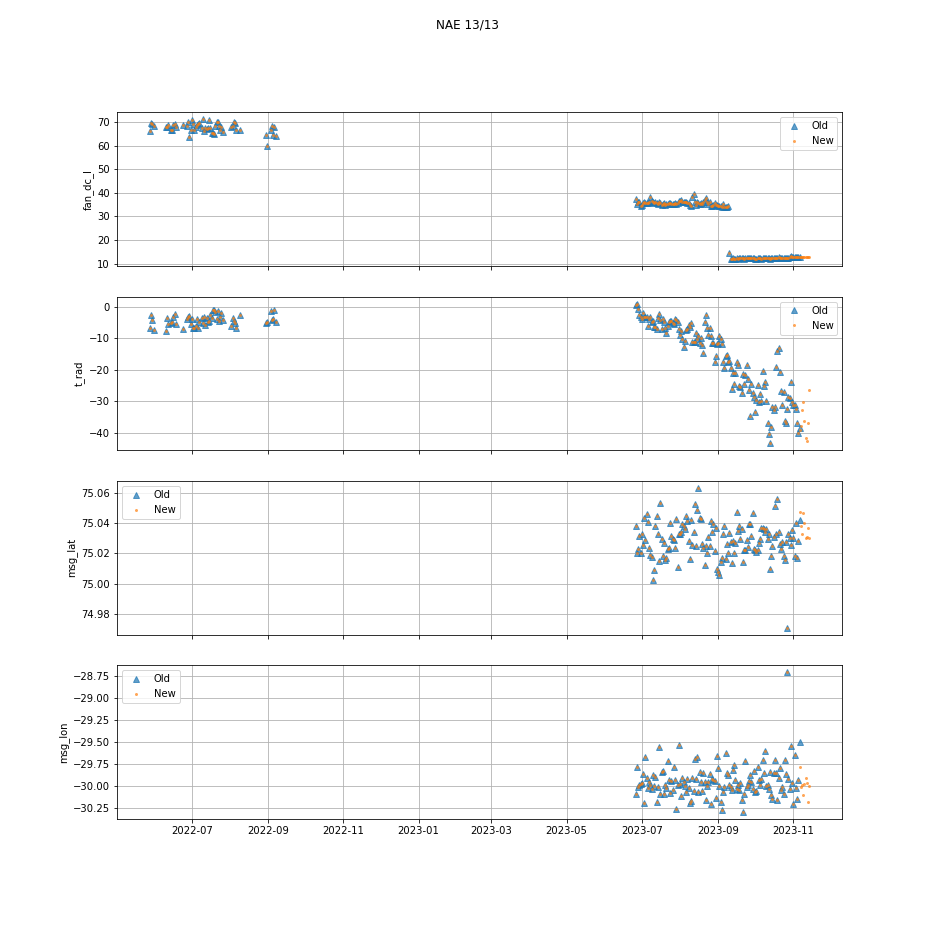 NAE 13/13
fan_dc_I
70
60
50
40
30
20
10
Old
New
t_rad
0
−10
−20
−30
−40
Old
New
msg_lat
75.06
75.04
75.02
75.00
74.98
Old
New
msg_lon
−28.75
−29.00
−29.25
−29.50
−29.75
−30.00
−30.25
Old
New
2022-07 2022-09 2022-11 2023-01 2023-03 2023-05 2023-07 2023-09 2023-11